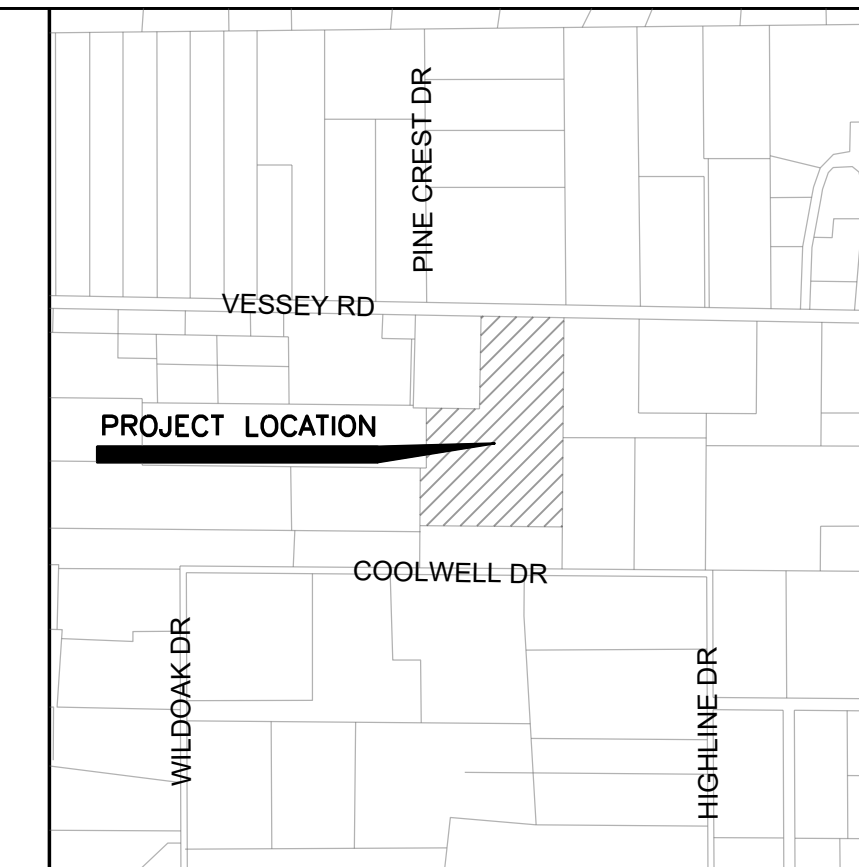 PINE CREST DR
VESSEY RD
PROJECT LOCATION
COOLWELL DR
WILDOAK DR
HIGHLINE DR